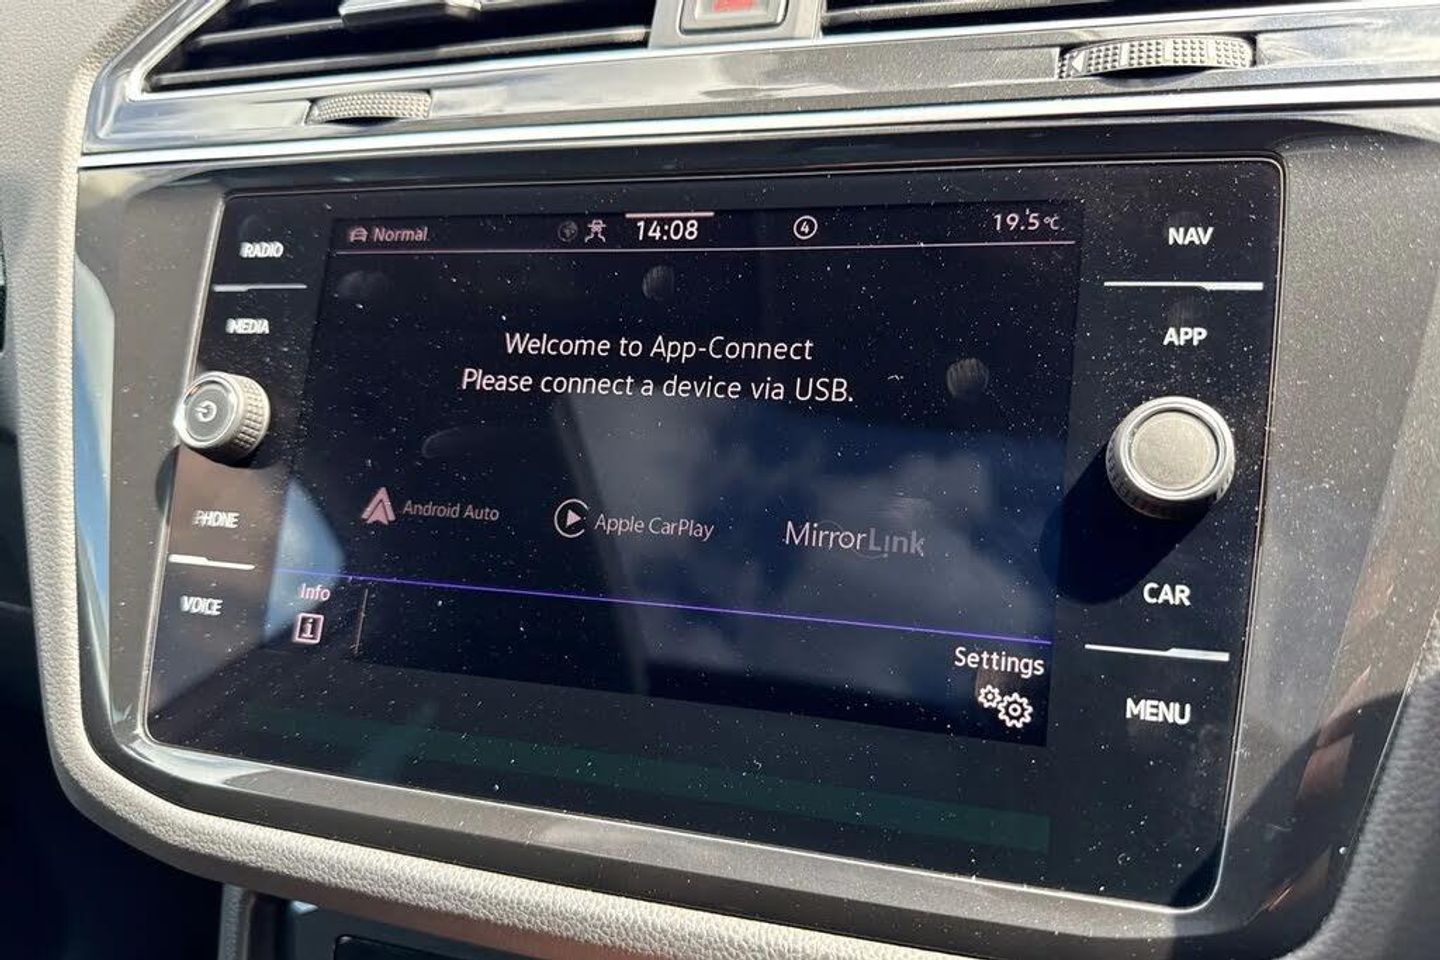 RADIO
MEDIA
PHONE
VOICE
Normal
14:08
4
19.5°C
Welcome to App-Connect
Please connect a device via USB.
Android Auto
Apple CarPlay
MirrorLink
Info
i
Settings
NAV
APP
CAR
MENU